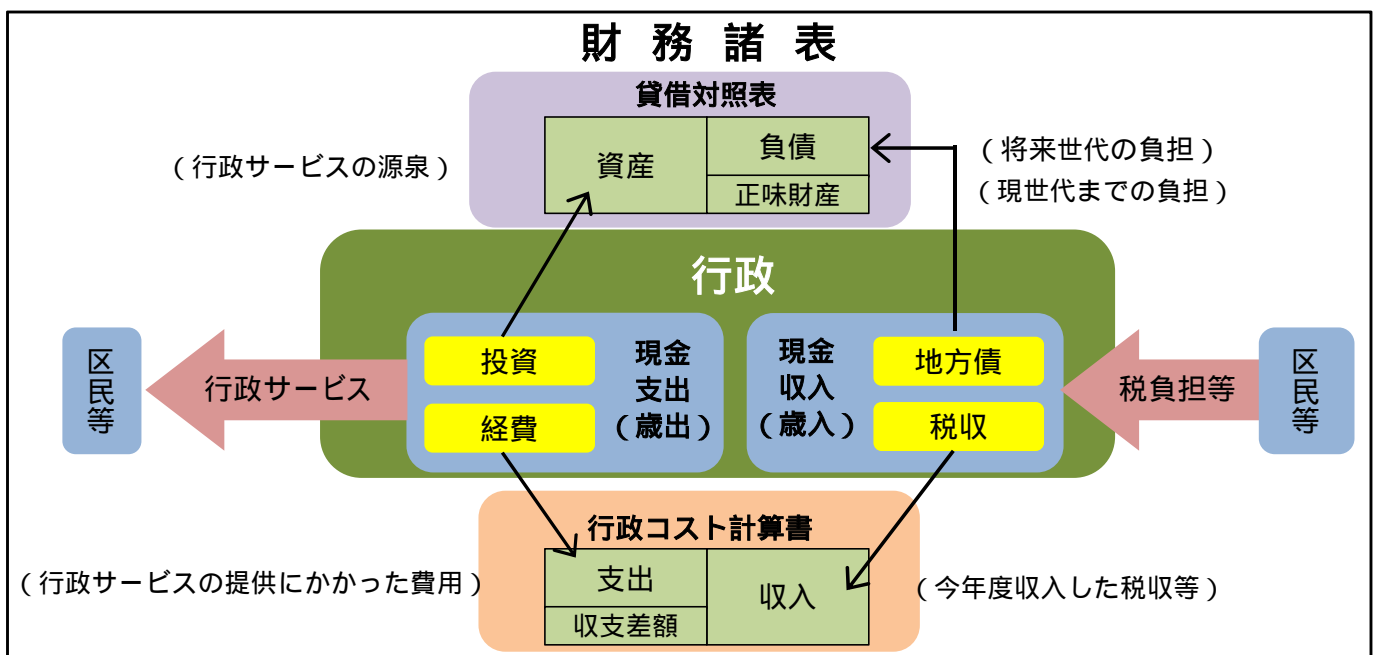 財務諸表
貸借対照表
資産
負債
正味財産
（行政サービスの源泉）
（将来世代の負担）
（現世代までの負担）
行政
区民等
行政サービス
投資
経費
現金
支出
（歳出）
現金
収入
（歳入）
地方債
税収
税負担等
区民等
行政コスト計算書
支出
収支差額
収入
（行政サービスの提供にかかった費用）
（今年度収入した税収等）